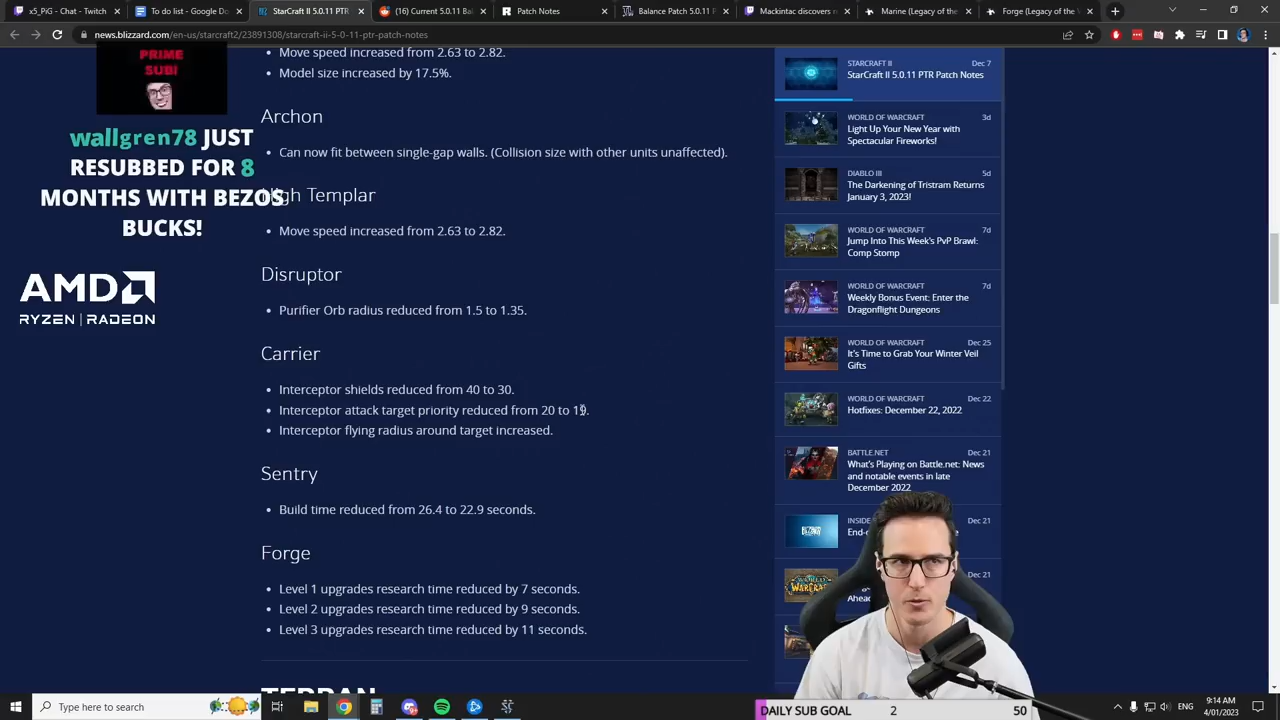 x5_PiG - Chat - Twitch
StarCraft II 5.0.11 PTR
(16) Current 5.0.11 Bal
Patch Notes
Balance Patch 5.0.11
Mackintac discovers n
Forge (Legacy of the
Forge (Legacy of the V
news.blizzard.com/en-us/starcraft2/23891308/starcraft-ii-5-0-11-ptr-patch-notes
PRIME
SUB!
wallgren78 JUST
RESUBBED FOR 8
MONTHS WITH BEZOS
BUCKS!
AMD
RYZEN | RADEON
• Move speed increased from 2.63 to 2.82.
• Model size increased by 17.5%.
Archon
• Can now fit between single-gap walls. (Collision size with other units unaffected).
High Templar
• Move speed increased from 2.63 to 2.82.
Disruptor
• Purifier Orb radius reduced from 1.5 to 1.35.
Carrier
• Interceptor shields reduced from 40 to 30.
• Interceptor attack target priority reduced from 20 to 19.
• Interceptor flying radius around target increased.
Sentry
• Build time reduced from 26.4 to 22.9 seconds.
Forge
• Level 1 upgrades research time reduced by 7 seconds.
• Level 2 upgrades research time reduced by 9 seconds.
• Level 3 upgrades research time reduced by 11 seconds.
TERRAN
STARCRAFT II Dec 7
StarCraft II 5.0.11 PTR Patch Notes
WORLD OF WARCRAFT 3d
Light Up Your New Year with
Spectacular Fireworks!
DIABLO III 5d
The Darkening of Tristram Returns
January 3, 2023!
WORLD OF WARCRAFT 7d
Jump Into This Week's PvP Brawl:
Comp Stomp
WORLD OF WARCRAFT 7d
Weekly Bonus Event: Enter the
Dragonflight Dungeons
WORLD OF WARCRAFT Dec 25
It's Time to Grab Your Winter Veil
Gifts
WORLD OF WARCRAFT Dec 22
Hotfixes: December 22, 2022
BATTLE.NET Dec 21
What's Playing on Battle.net: News
and notable events in late
December 2022
INSIDE Dec 21
End-
Dec 21
Ahea
Type here to search
DAILY SUB GOAL 2 50
ENG
9:14 AM
4/01/2023